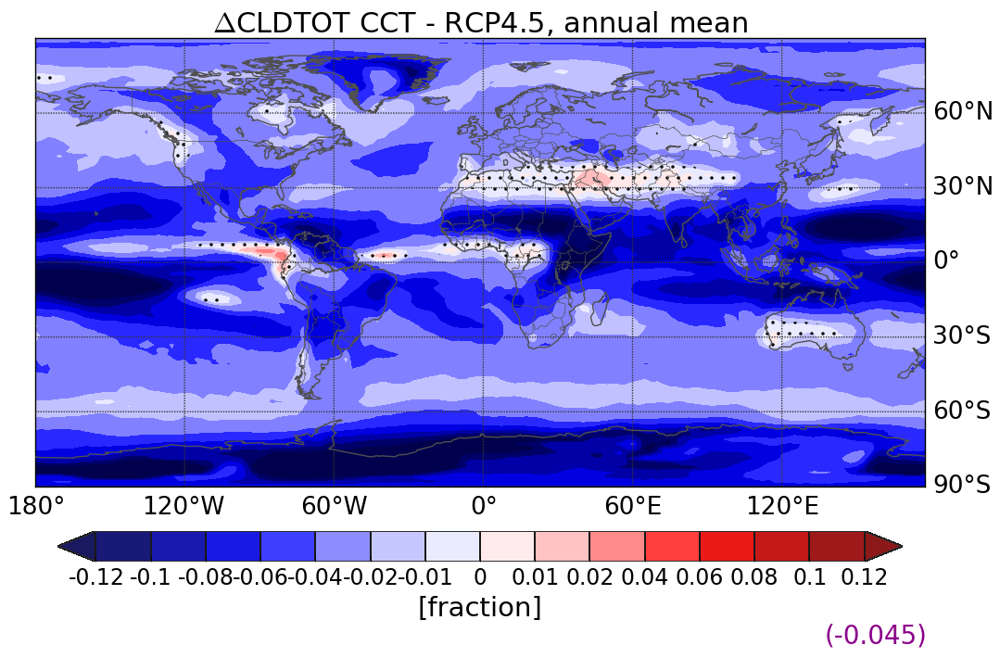 ΔCLDTOT CCT - RCP4.5, annual mean
60°N
30°N
0°
30°S
60°S
90°S
180° 120°W 60°W 0° 60°E 120°E
-0.12 -0.1 -0.08 -0.06 -0.04 -0.02 -0.01 0 0.01 0.02 0.04 0.06 0.08 0.1 0.12
[fraction]
(-0.045)